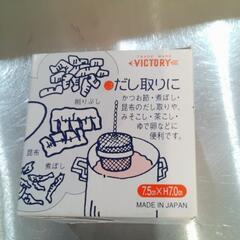 TRADE MARK
VICTORY
だし取りに
かつお節・煮ぼし・
昆布のだし取りや、
みそこし・茶こし・
ゆで卵などに
便利です。
削りぶし
昆布
煮ぼし
7.5㎝×H7.0㎝
MADE IN JAPAN